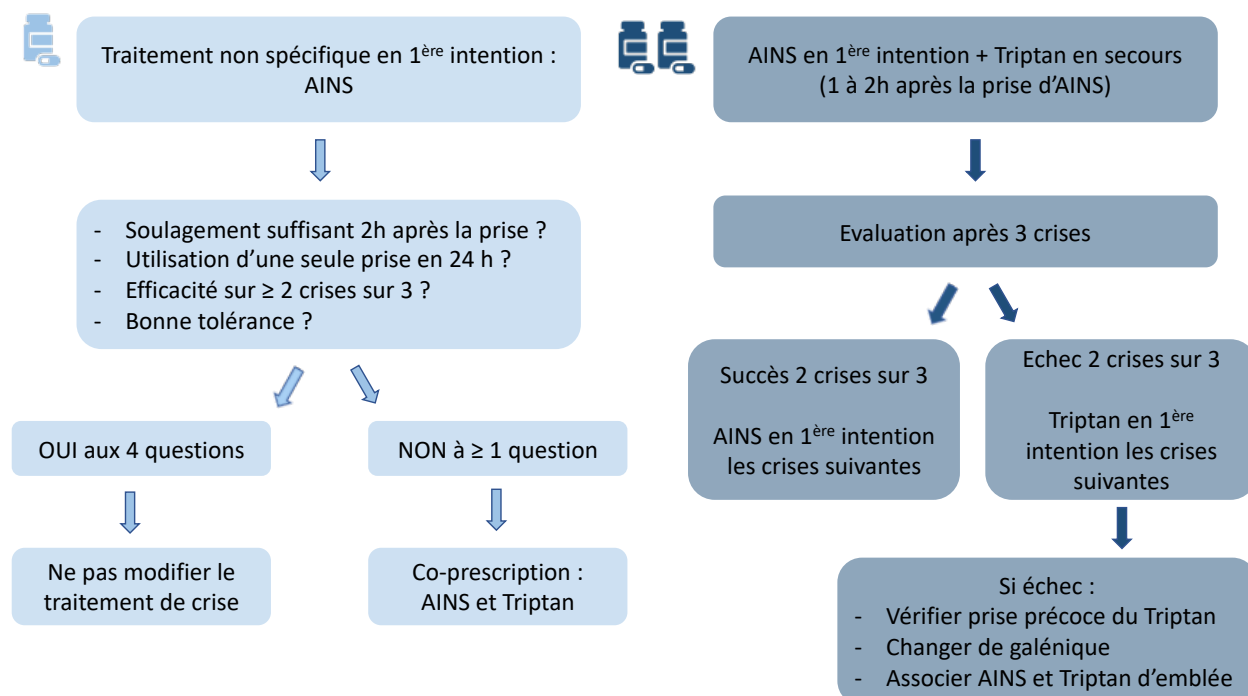 Traitement non spécifique en 1ère intention :
AINS
- Soulagement suffisant 2h après la prise ?
- Utilisation d’une seule prise en 24 h ?
- Efficacité sur ≥ 2 crises sur 3 ?
- Bonne tolérance ?
OUI aux 4 questions
NON à ≥ 1 question
Ne pas modifier le
traitement de crise
Co-prescription :
AINS et Triptan
AINS en 1ère intention + Triptan en secours
(1 à 2h après la prise d’AINS)
Evaluation après 3 crises
Succès 2 crises sur 3
AINS en 1ère intention
les crises suivantes
Echec 2 crises sur 3
Triptan en 1ère
intention les crises
suivantes
Si échec :
- Vérifier prise précoce du Triptan
- Changer de galénique
- Associer AINS et Triptan d’emblée